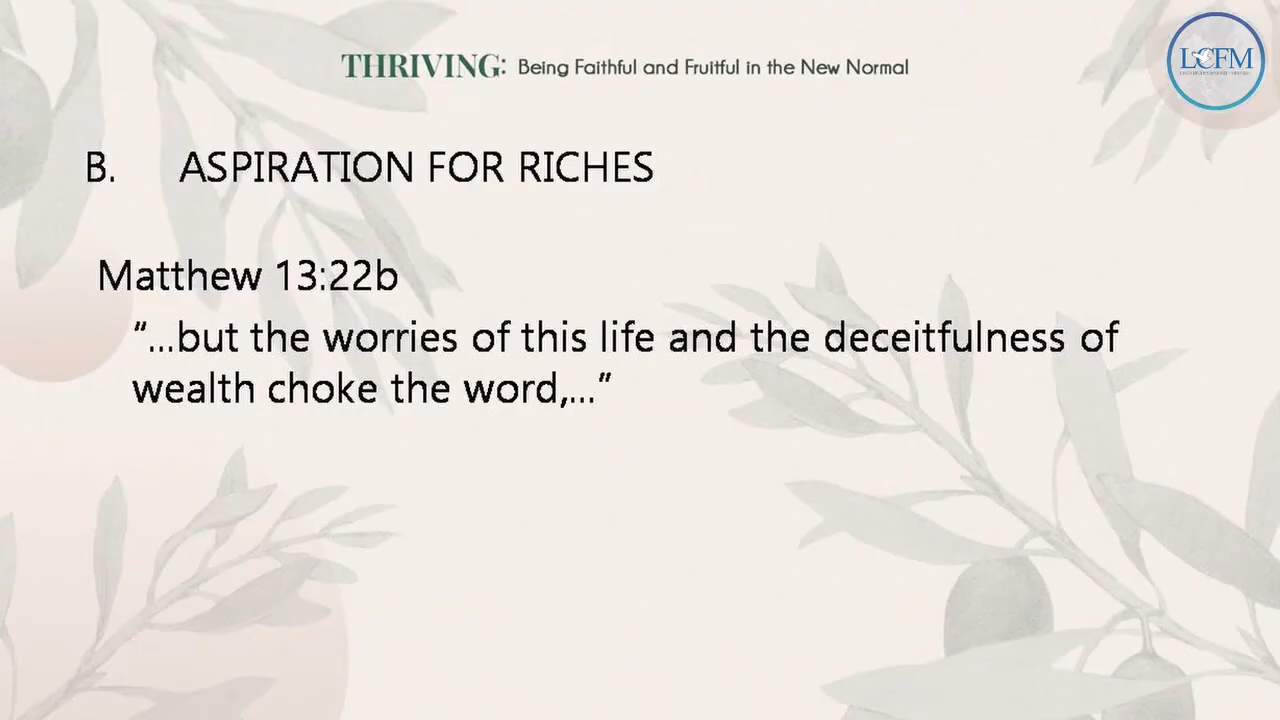 THRIVING: Being Faithful and Fruitful in the New Normal
LCFM
B. ASPIRATION FOR RICHES
Matthew 13:22b
"...but the worries of this life and the deceitfulness of
wealth choke the word,..."